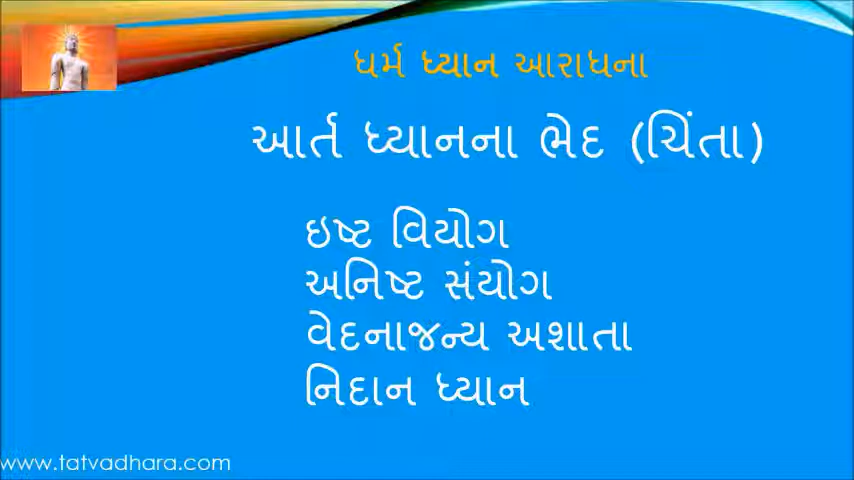 ધર્મ ધ્યાન આરાધના
આર્ત ધ્યાનના ભેદ (ચિંતા)
ઇષ્ટ વિયોગ
અનિષ્ટ સંયોગ
વેદનાજન્ય અશાતા
નિદાન ધ્યાન
www.tatvadhara.com